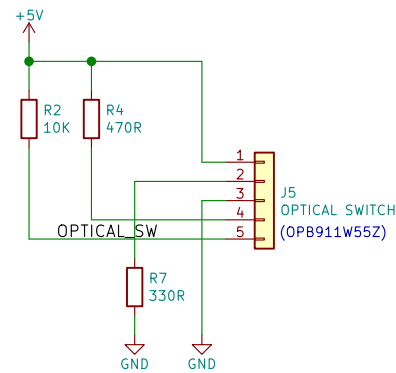 +5V
R2
10K
R4
470R
1
2
3
4
5
J5
OPTICAL SWITCH
(OPB911W55Z)
OPTICAL_SW
R7
330R
GND
GND